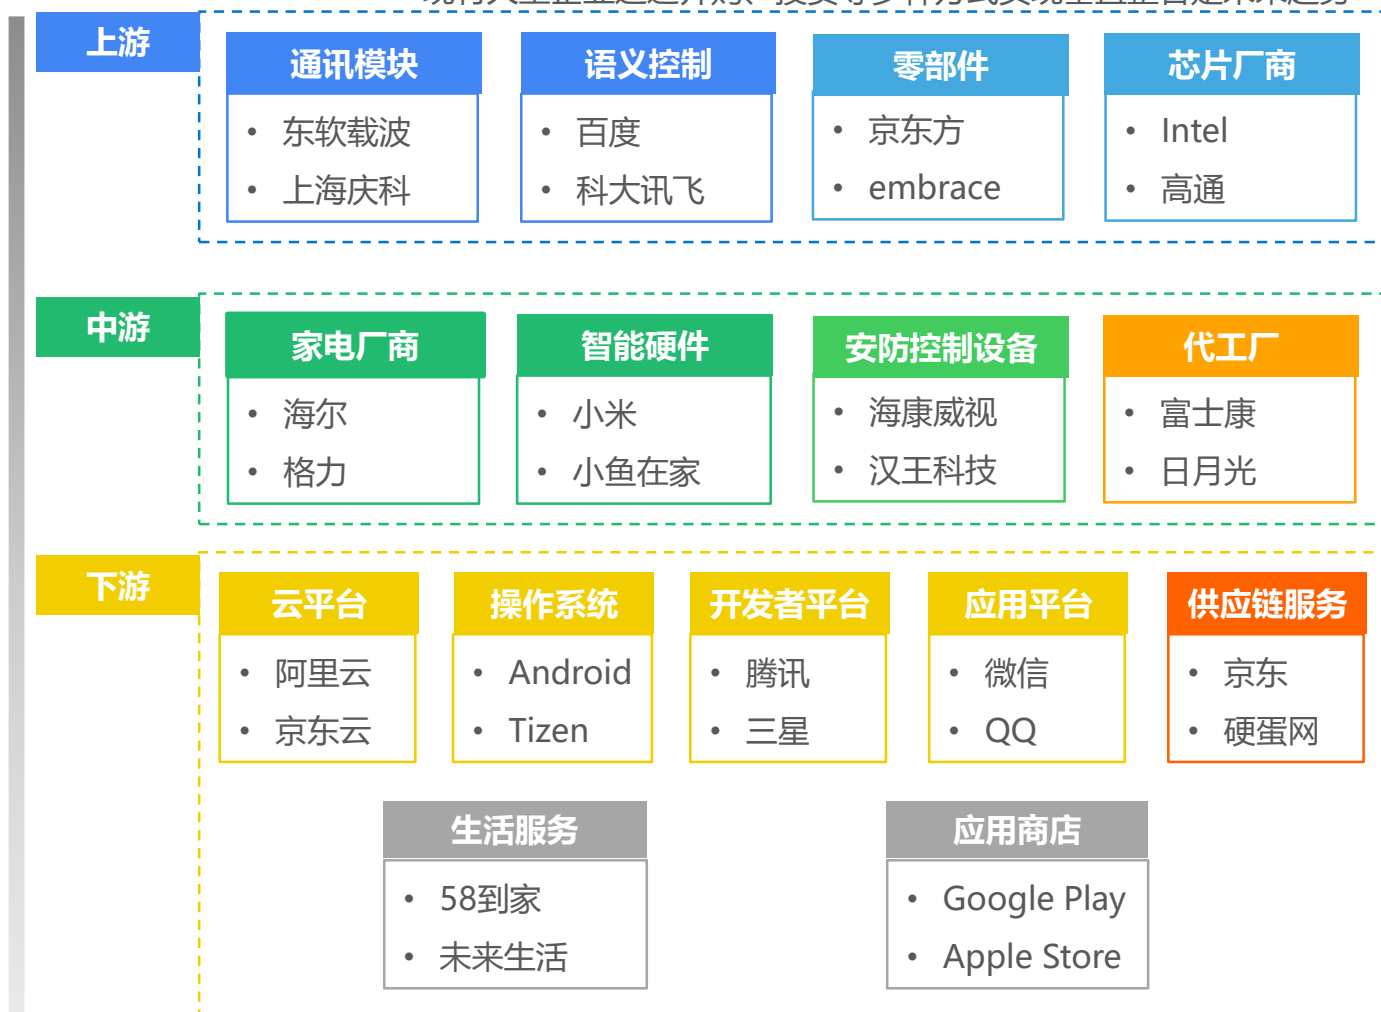 上游
通讯模块
• 东软载波
• 上海庆科
语义控制
• 百度
• 科大讯飞
零部件
• 京东方
• embrace
芯片厂商
• Intel
• 高通
中游
家电厂商
• 海尔
• 格力
智能硬件
• 小米
• 小鱼在家
安防控制设备
• 海康威视
• 汉王科技
代工厂
• 富士康
• 日月光
下游
云平台
• 阿里云
• 京东云
操作系统
• Android
• Tizen
开发者平台
• 腾讯
• 三星
应用平台
• 微信
• QQ
供应链服务
• 京东
• 硬蛋网
生活服务
• 58到家
• 未来生活
应用商店
• Google Play
• Apple Store